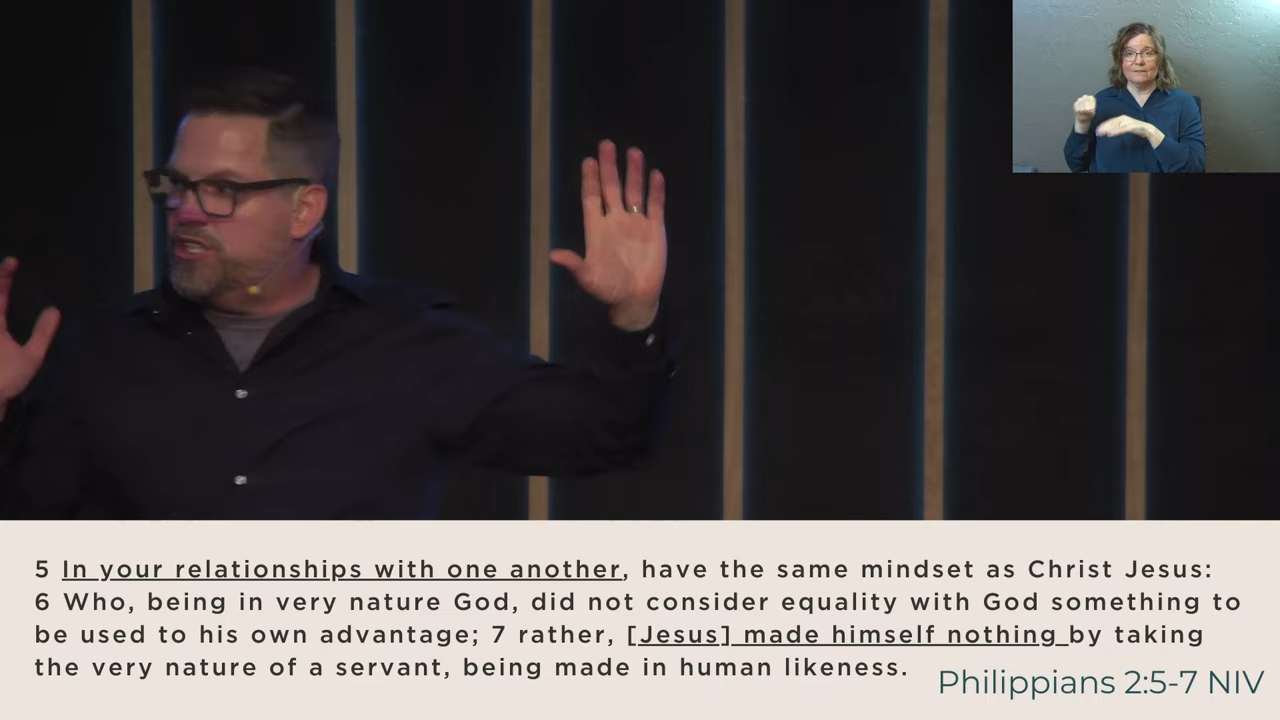 5 In your relationships with one another, have the same mindset as Christ Jesus:
6 Who, being in very nature God, did not consider equality with God something to
be used to his own advantage; 7 rather, [Jesus] made himself nothing by taking
the very nature of a servant, being made in human likeness.
Philippians 2:5-7 NIV